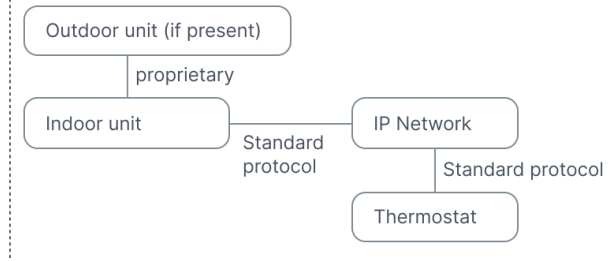 Outdoor unit (if present)
proprietary
Indoor unit
IP Network
Standard
protocol
Standard protocol
Thermostat